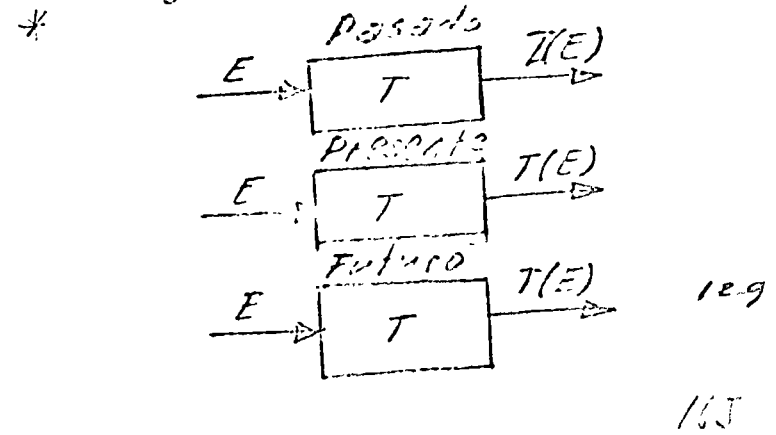 *
Pasado
E T T(E)
Presente
E T T(E)
Futuro
E T T(E)